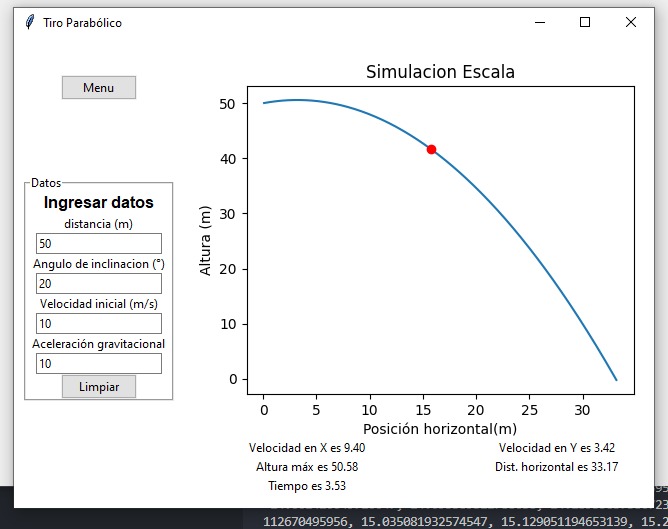 Tiro Parabólico
Menu
Datos
Ingresar datos
distancia (m)
50
Angulo de inclinacion (°)
20
Velocidad inicial (m/s)
10
Aceleración gravitacional
10
Limpiar
Simulacion Escala
Altura (m)
50
40
30
20
10
0
0 5 10 15 20 25 30
Posición horizontal(m)
Velocidad en X es 9.40 Velocidad en Y es 3.42
Altura máx es 50.58 Dist. horizontal es 33.17
Tiempo es 3.53
112670495956, 15.035081932574547, 15.129051194653139, 15.2